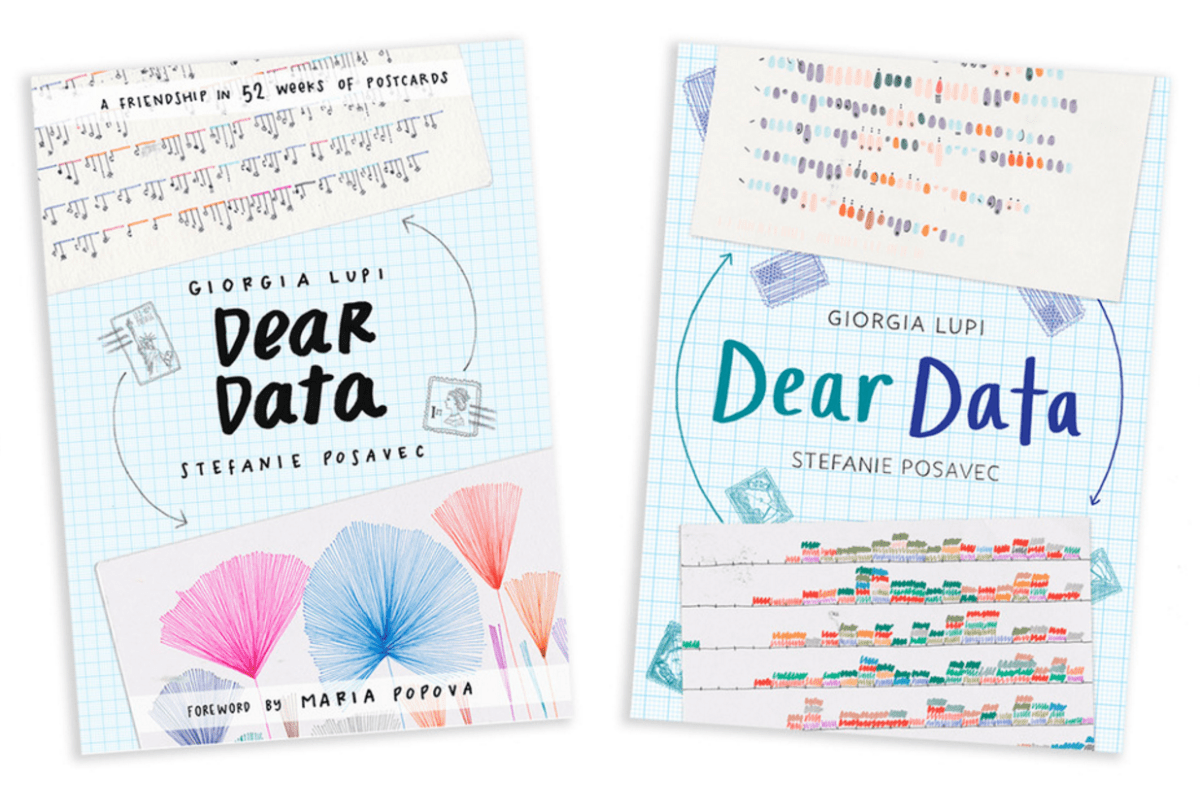 A FRIENDSHIP IN 52 WEEKS OF POSTCARDS
GIORGIA LUPI
Dear
Data
STEFANIE POSAVEC
1ST
FOREWORD BY MARIA POPOVA
GIORGIA LUPI
Dear Data
STEFANIE POSAVEC